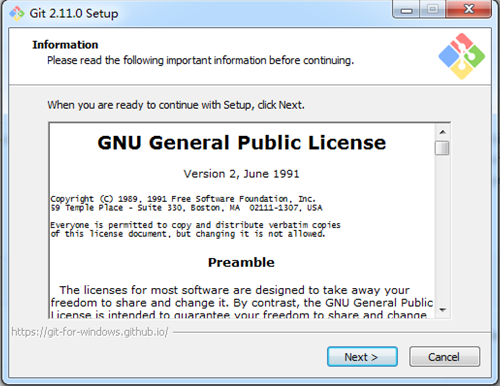 Git 2.11.0 Setup
Information
Please read the following important information before continuing.
When you are ready to continue with Setup, click Next.
GNU General Public License
Version 2, June 1991
Copyright (C) 1989, 1991 Free Software Foundation, Inc.
59 Temple Place - Suite 330, Boston, MA  02111-1307, USA
Everyone is permitted to copy and distribute verbatim copies
of this license document, but changing it is not allowed.
Preamble
The licenses for most software are designed to take away your
freedom to share and change it. By contrast, the GNU General Public
License is intended to guarantee your freedom to share and change
https://git-for-windows.github.io/
Next >
Cancel